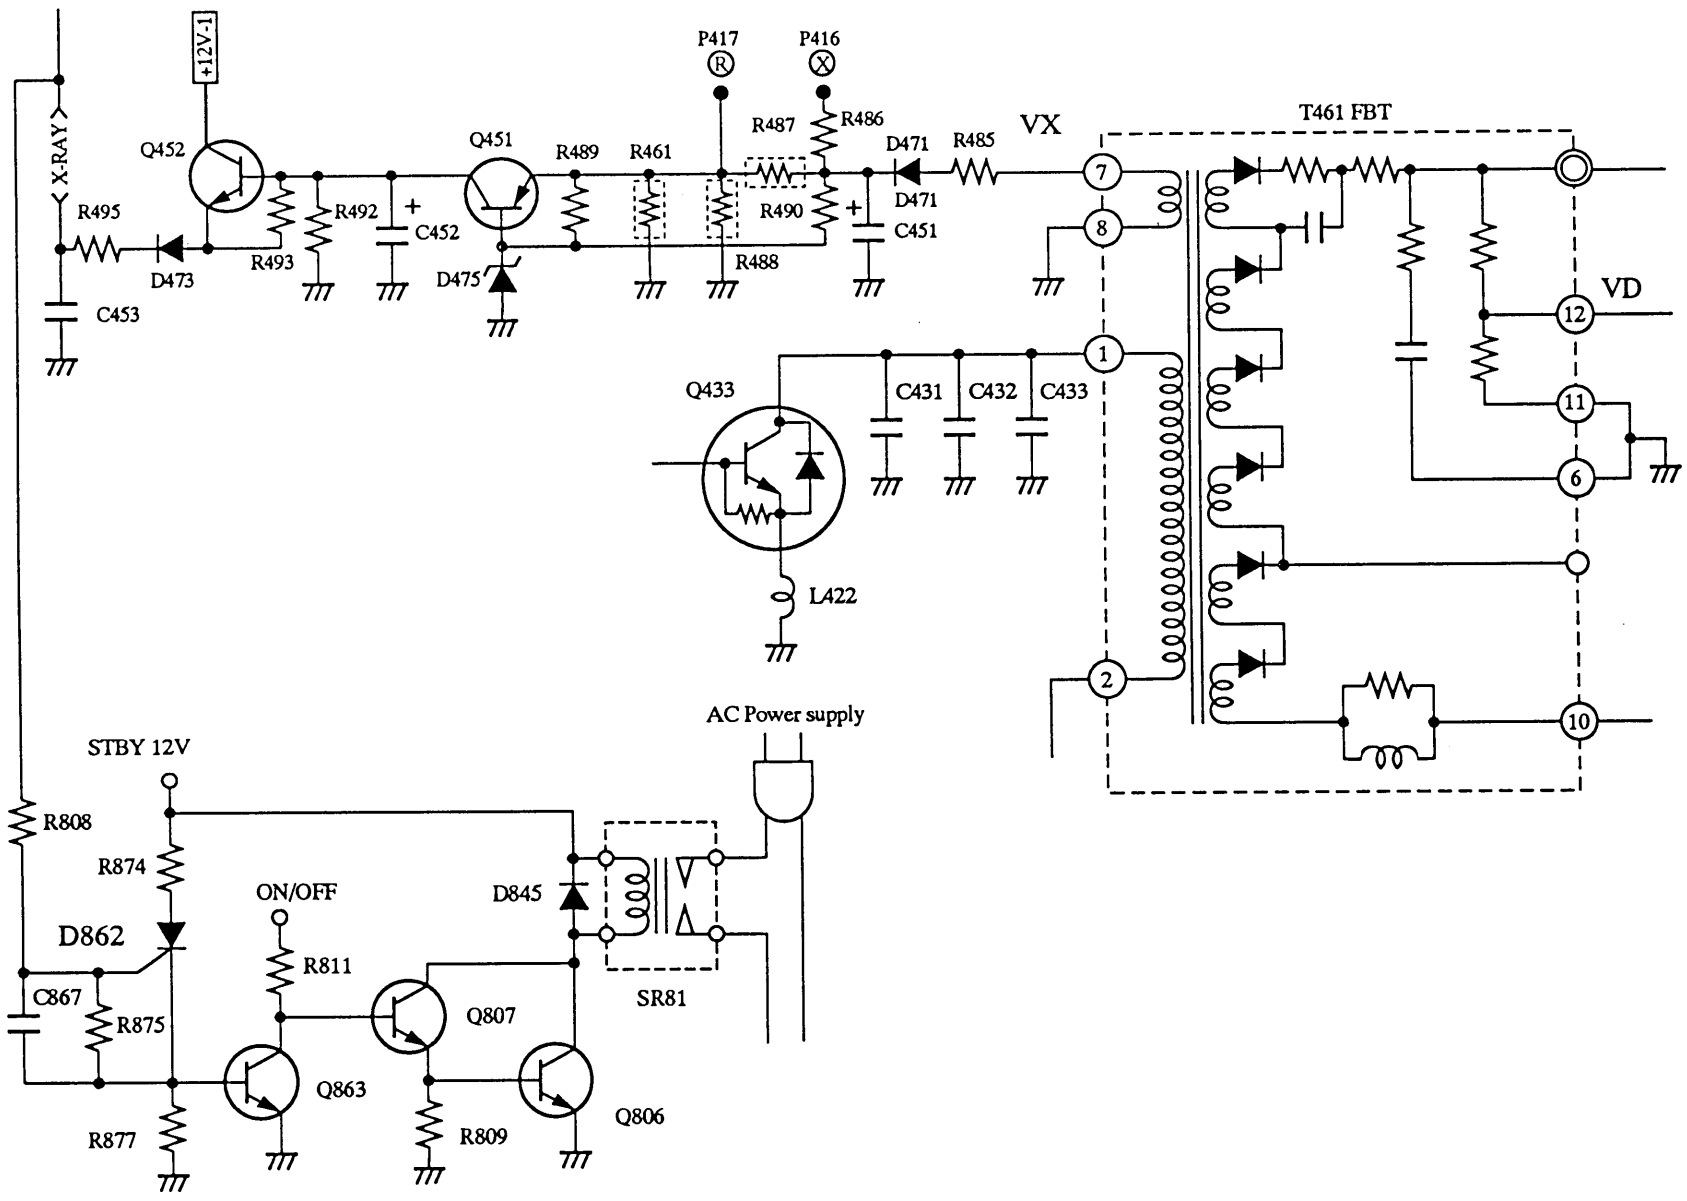 P417
P416
R
X
+12V-1
T461 FBT
R487
R486
VX
D471
R485
X-RAY
Q452
Q451
R489
R461
7
R495
R492
+
C452
R490
+
D471
C451
8
D473
R493
D475
R488
C453
VD
12
1
Q433
C431
C432
C433
11
6
L422
2
AC Power supply
10
STBY 12V
R808
R874
ON/OFF
D845
D862
R811
C867
R875
Q807
SR81
Q863
Q806
R877
R809